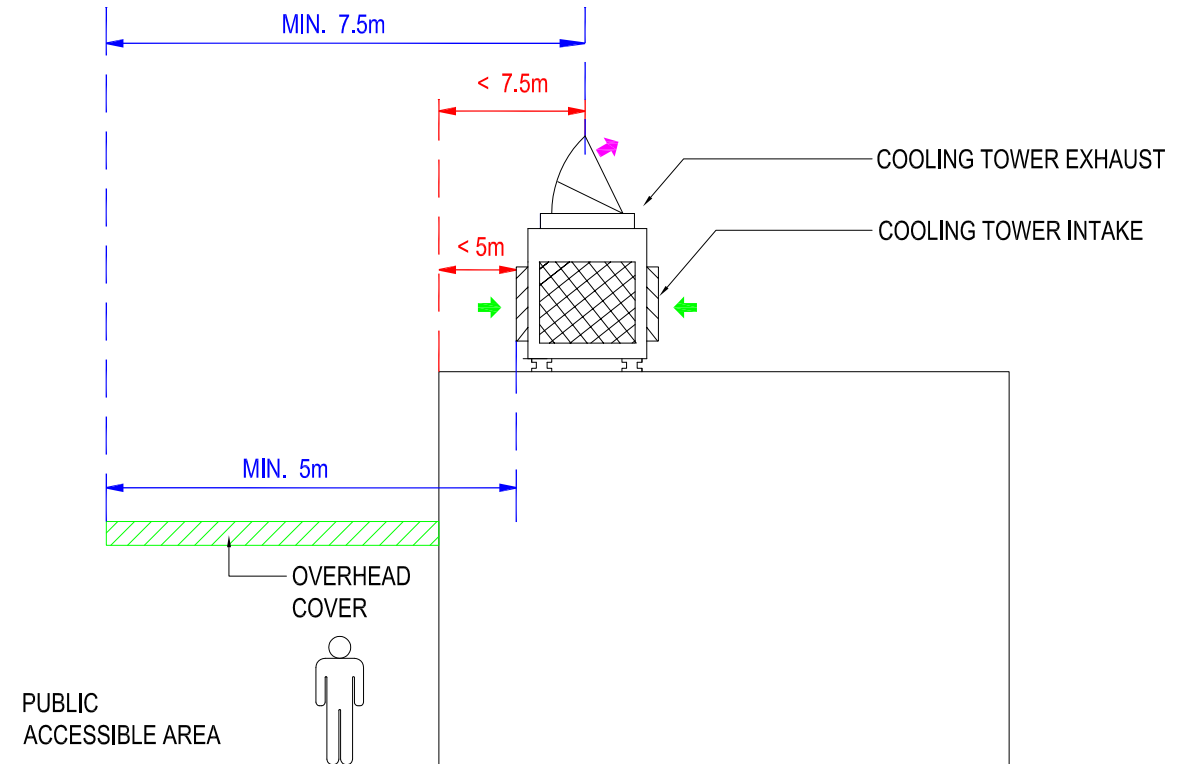 MIN. 7.5m
< 7.5m
COOLING TOWER EXHAUST
COOLING TOWER INTAKE
< 5m
MIN. 5m
OVERHEAD
COVER
PUBLIC
ACCESSIBLE AREA